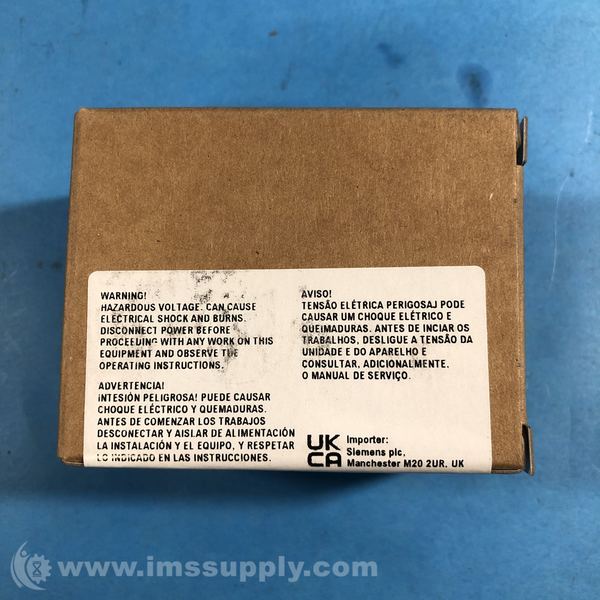 WARNING!
HAZARDOUS VOLTAGE. CAN CAUSE
ELECTRICAL SHOCK AND BURNS.
DISCONNECT POWER BEFORE
PROCEEDING WITH ANY WORK ON THIS
EQUIPMENT AND OBSERVE THE
OPERATING INSTRUCTIONS.
ADVERTENCIA!
¡TESIÓN PELIGROSA! PUEDE CAUSAR
CHOQUE ELÉCTRICO Y QUEMADURAS.
ANTES DE COMENZAR LOS TRABAJOS
DESCONECTAR Y AISLAR DE ALIMENTACIÓN
LA INSTALACIÓN Y EL EQUIPO, Y RESPETAR
LO INDICADO EN LAS INSTRUCCIONES.
AVISO!
TENSÃO ELÉTRICA PERIGOSAJ PODE
CAUSAR UM CHOQUE ELÉTRICO E
QUEIMADURAS. ANTES DE INCIAR OS
TRABALHOS, DESLIGUE A TENSÃO DA
UNIDADE E DO APARELHO E
CONSULTAR, ADICIONALMENTE.
O MANUAL DE SERVIÇO.
UK
CA
Importer:
Siemens plc,
Manchester M20 2UR. UK
www.imssupply.com